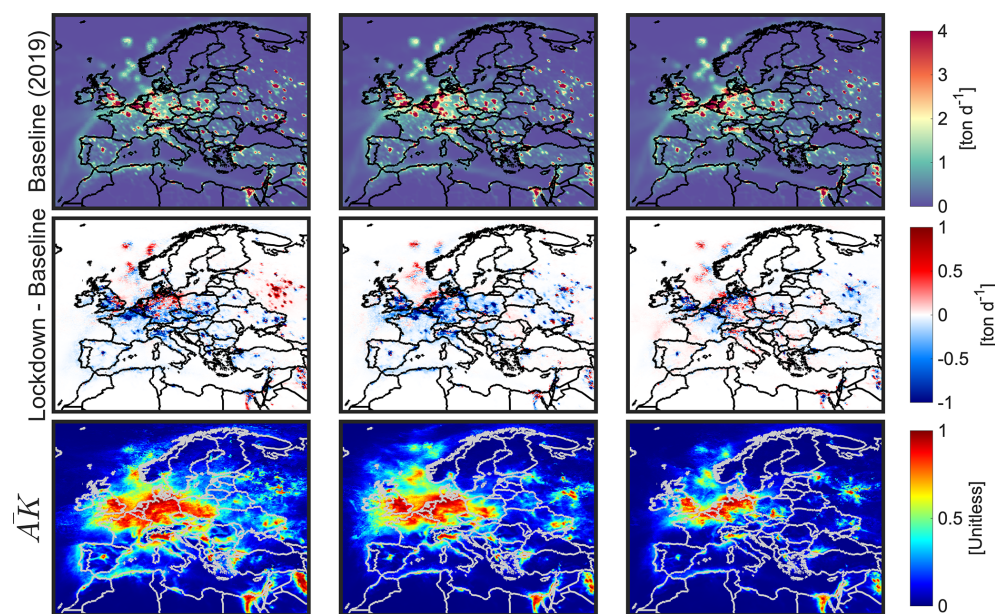 Baseline (2019)
4
3
2
1
0
[ton d⁻¹]
Lockdown - Baseline
1
0.5
0
-0.5
-1
[ton d⁻¹]
A̅K
1
0.5
0
[Unitless]